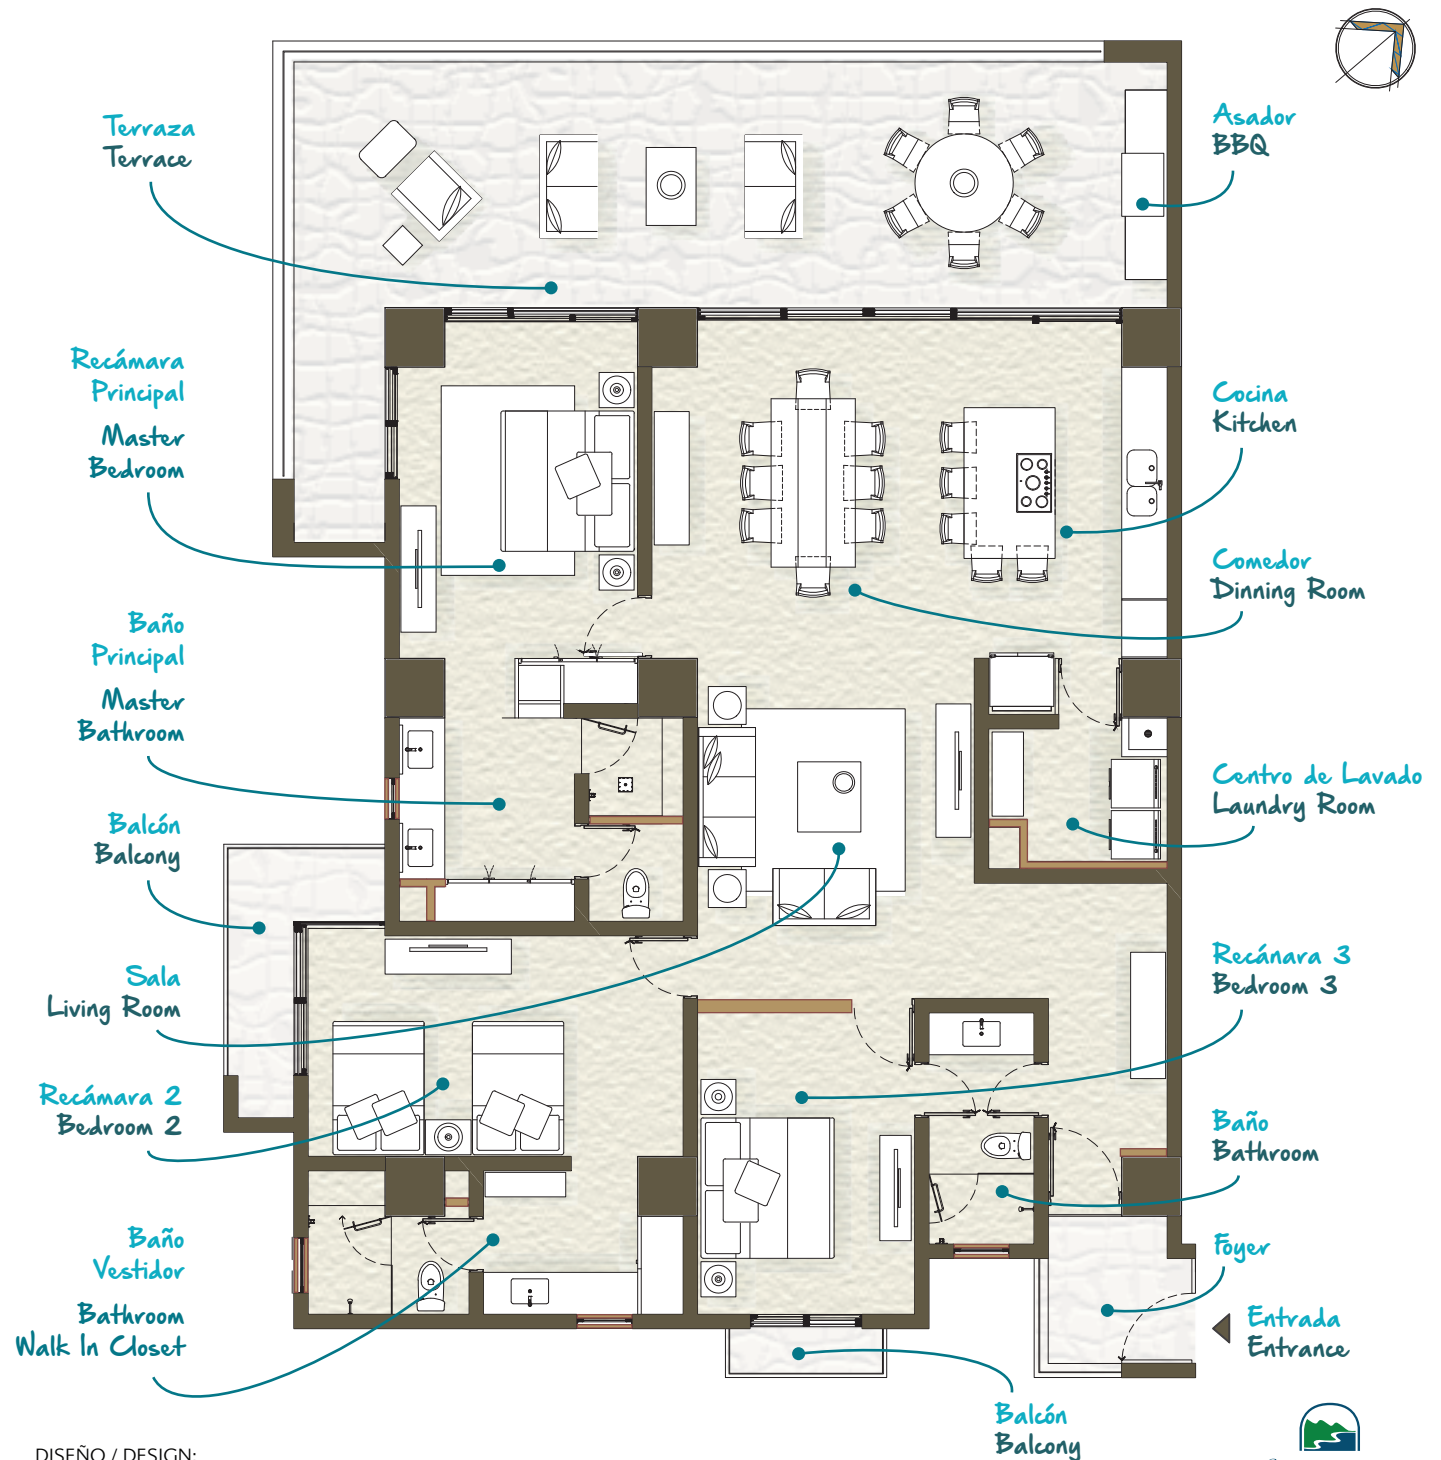 Terraza
Terrace
Asador
BBQ
Recámara
Principal
Master
Bedroom
Cocina
Kitchen
Comedor
Dinning Room
Baño
Principal
Master
Bathroom
Centro de Lavado
Laundry Room
Balcón
Balcony
Sala
Living Room
Recánara 3
Bedroom 3
Recámara 2
Bedroom 2
Baño
Bathroom
Baño
Vestidor
Bathroom
Walk In Closet
Foyer
Entrada
Entrance
Balcón
Balcony
DISEÑO / DESIGN: